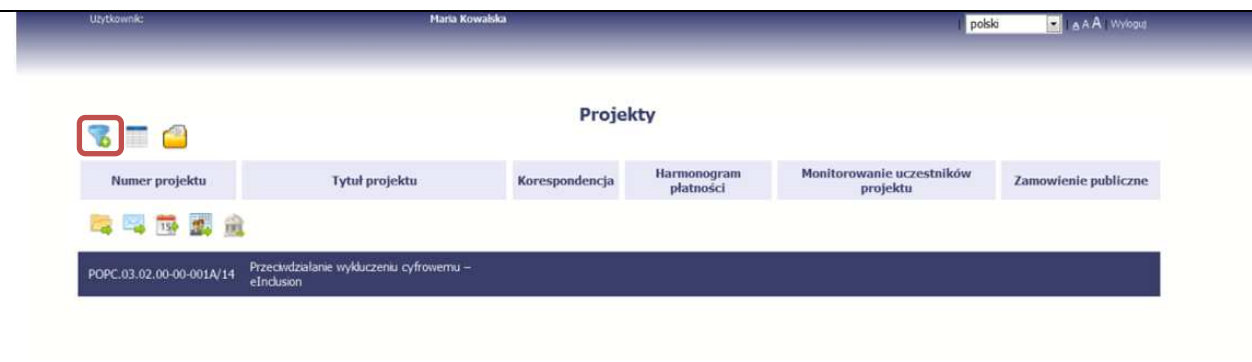 Użytkownik: Maria Kowalska | polski | A A A | Wyloguj
Projekty
Numer projektu Tytuł projektu Korespondencja Harmonogram płatności Monitorowanie uczestników projektu Zamowienie publiczne
15
POPC.03.02.00-00-001A/14 Przeciwdziałanie wykluczeniu cyfrowemu –
eInclusion